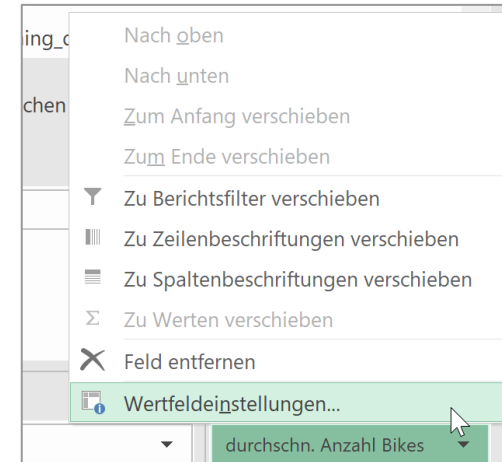 ing_c
Nach oben
Nach unten
chen
Zum Anfang verschieben
Zum Ende verschieben
Zu Berichtsfilter verschieben
Zu Zeilenbeschriftungen verschieben
Zu Spaltenbeschriftungen verschieben
Zu Werten verschieben
Feld entfernen
Wertfeldeinstellungen...
durchschn. Anzahl Bikes